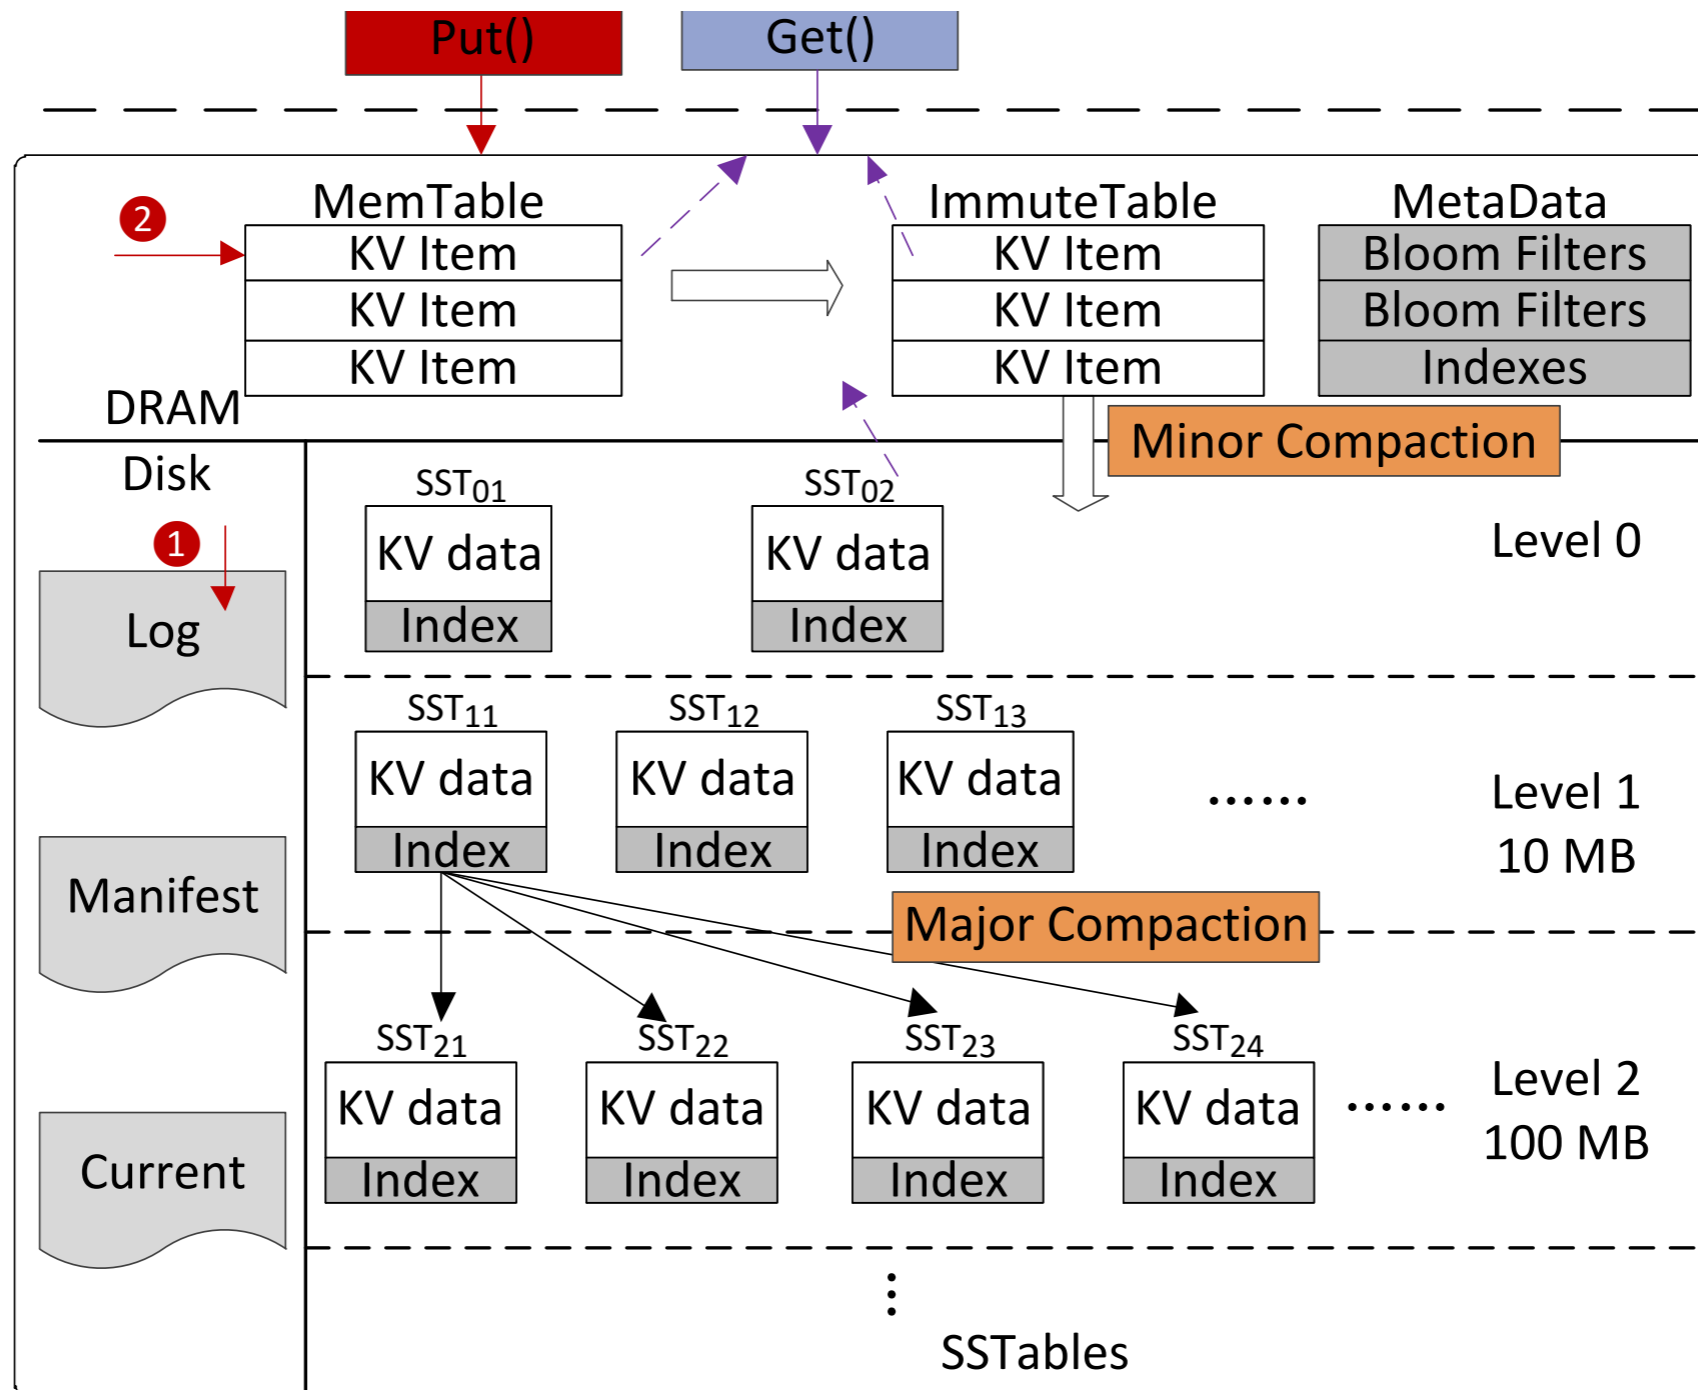 Put()
Get()
MemTable
ImmuteTable
MetaData
2
KV Item
KV Item
KV Item
KV Item
KV Item
KV Item
Bloom Filters
Bloom Filters
Indexes
DRAM
Minor Compaction
Disk
1
Log
Manifest
Current
SST01
KV data
Index
SST02
KV data
Index
Level 0
SST11
KV data
Index
SST12
KV data
Index
SST13
KV data
Index
......
Level 1
10 MB
Major Compaction
SST21
KV data
Index
SST22
KV data
Index
SST23
KV data
Index
SST24
KV data
Index
......
Level 2
100 MB
⋮
SSTables